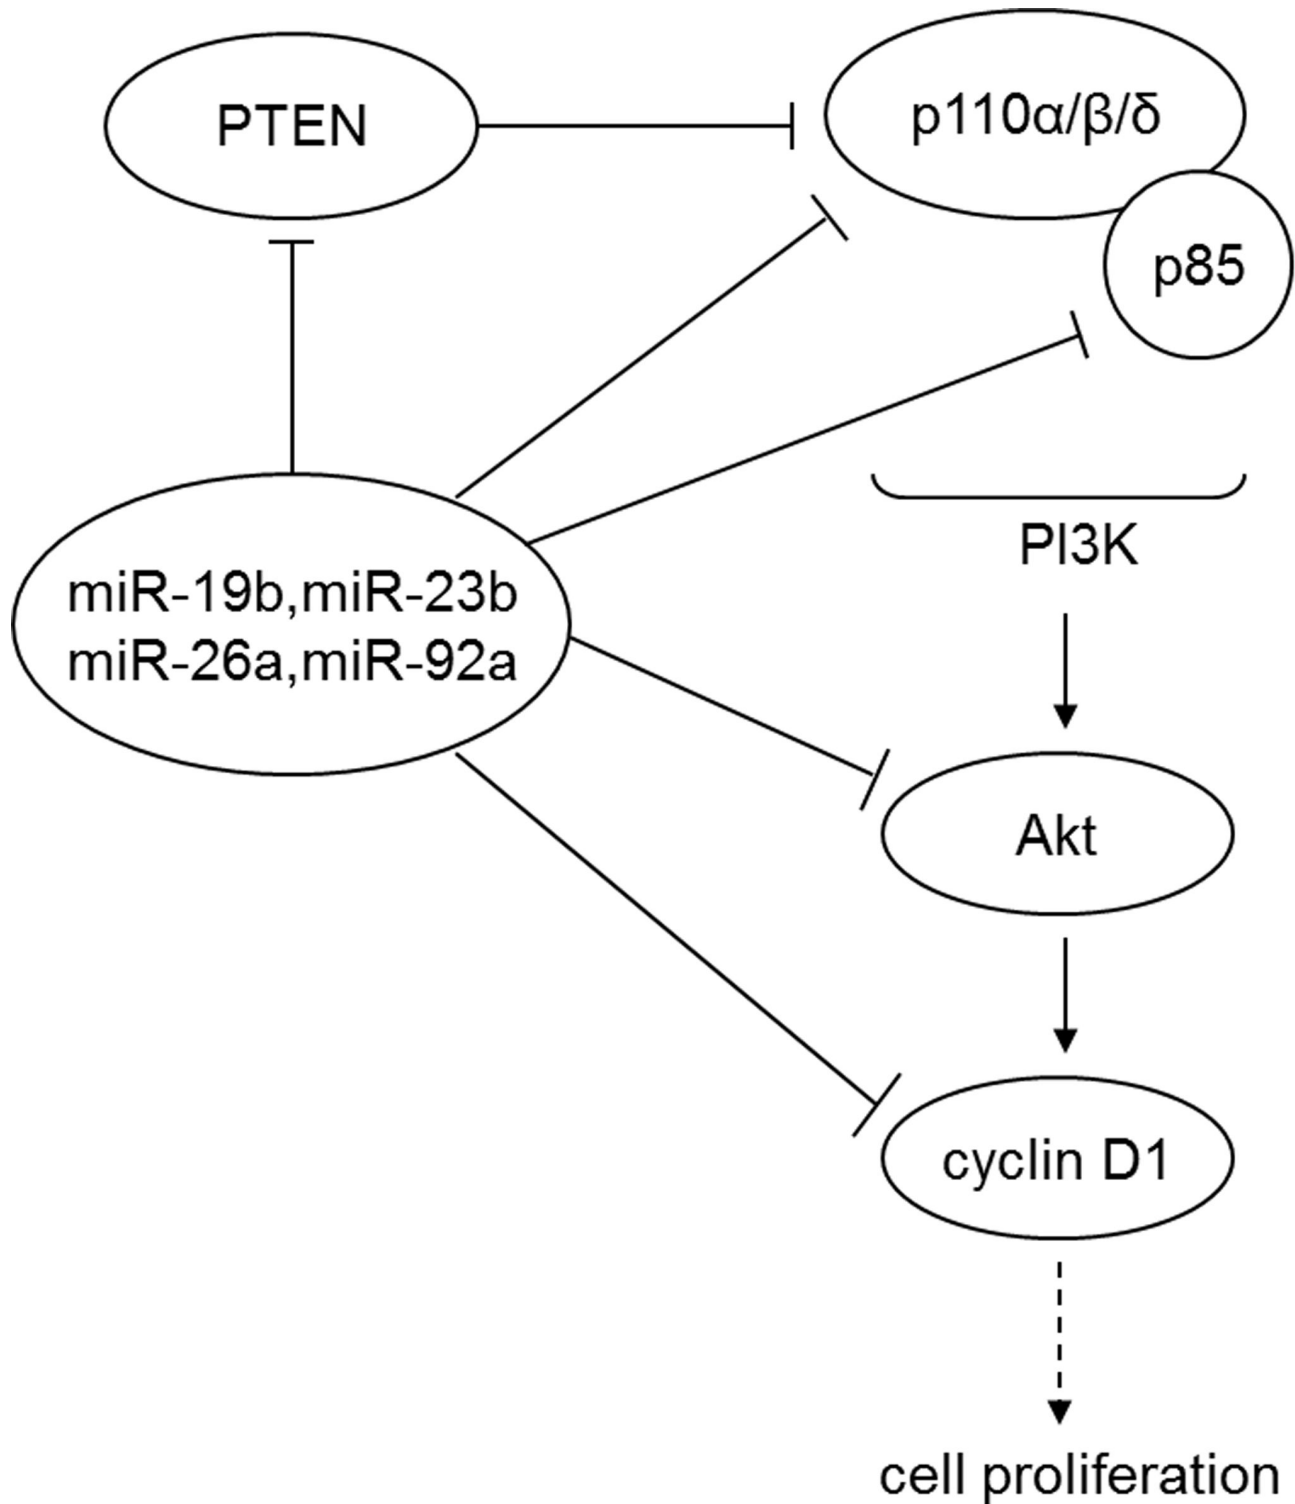 PTEN
p110α/β/δ
p85
PI3K
miR-19b,miR-23b
miR-26a,miR-92a
Akt
cyclin D1
cell proliferation